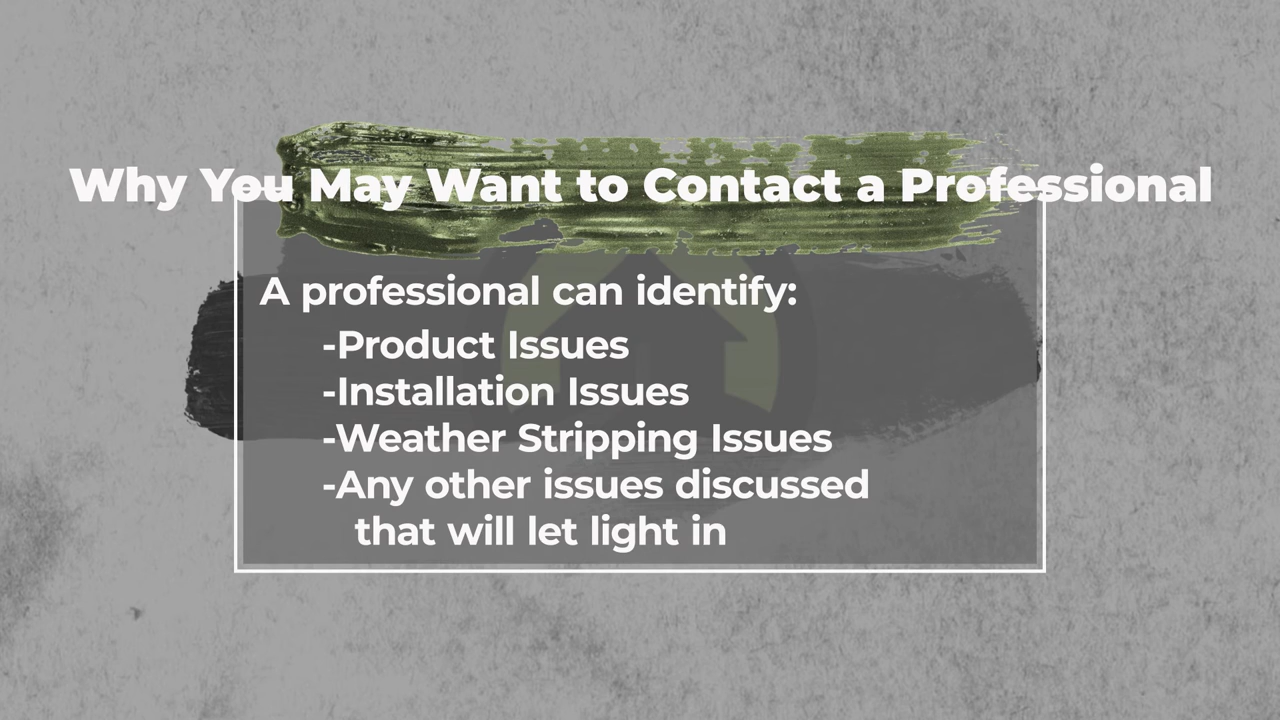 Why You May Want to Contact a Professional
A professional can identify:
-Product Issues
-Installation Issues
-Weather Stripping Issues
-Any other issues discussed
that will let light in